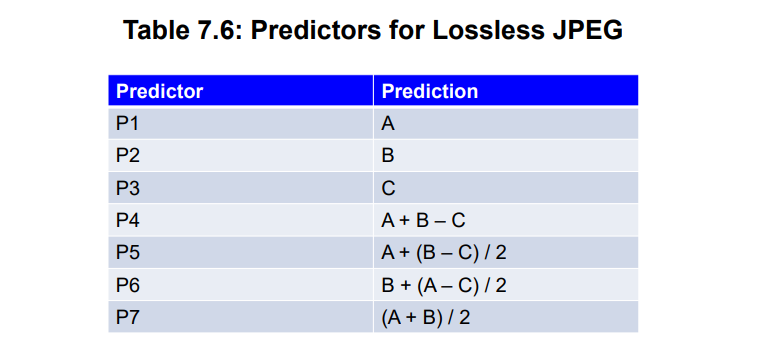 Table 7.6: Predictors for Lossless JPEG
Predictor Prediction
P1 A
P2 B
P3 C
P4 A + B – C
P5 A + (B – C) / 2
P6 B + (A – C) / 2
P7 (A + B) / 2